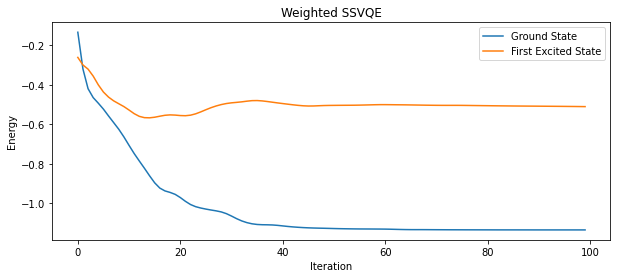 Weighted SSVQE
Ground State
First Excited State
Energy
−0.2
−0.4
−0.6
−0.8
−1.0
0
20
40
60
80
100
Iteration